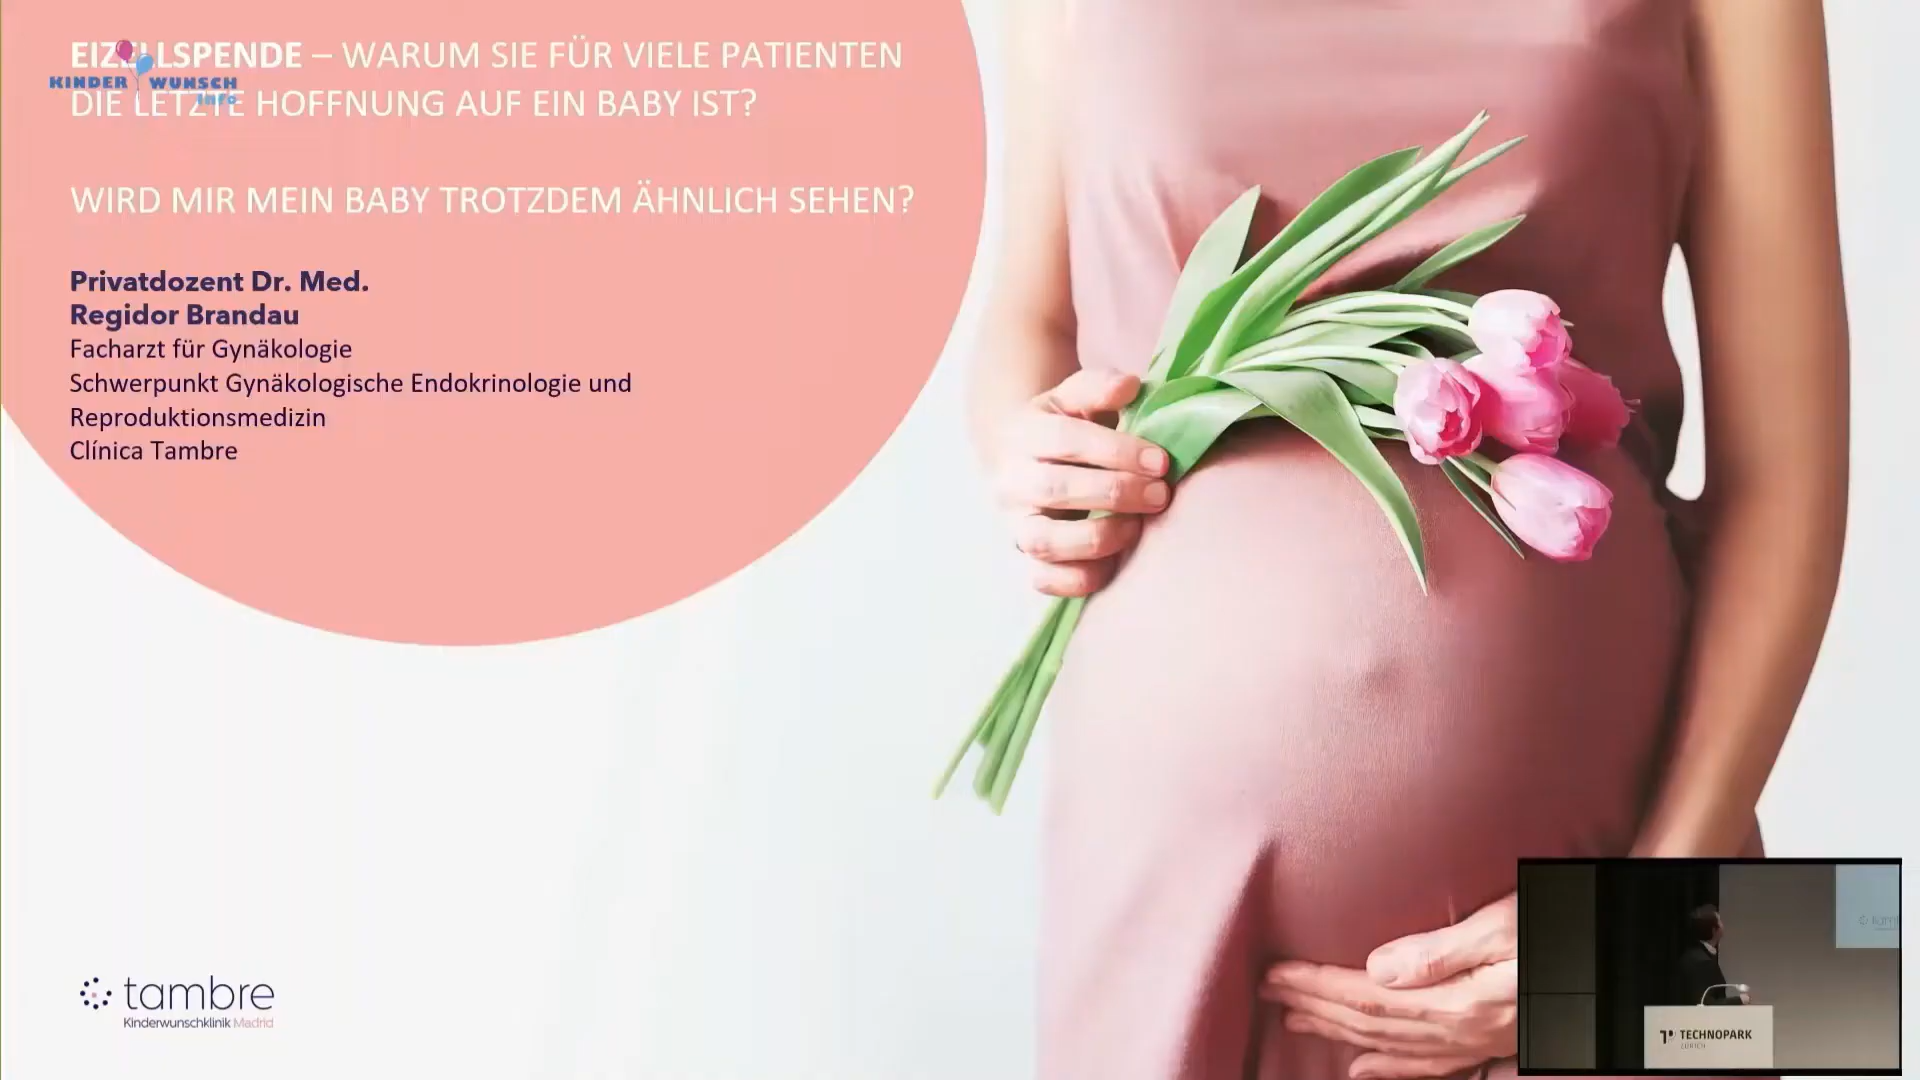 EIZELLSPENDE – WARUM SIE FÜR VIELE PATIENTEN
DIE LETZTE HOFFNUNG AUF EIN BABY IST?
KINDER WUNSCH
info
WIRD MIR MEIN BABY TROTZDEM ÄHNLICH SEHEN?
Privatdozent Dr. Med.
Regidor Brandau
Facharzt für Gynäkologie
Schwerpunkt Gynäkologische Endokrinologie und
Reproduktionsmedizin
Clínica Tambre
tambre
Kinderwunschklinik Madrid
TECHNOPARK
ZÜRICH